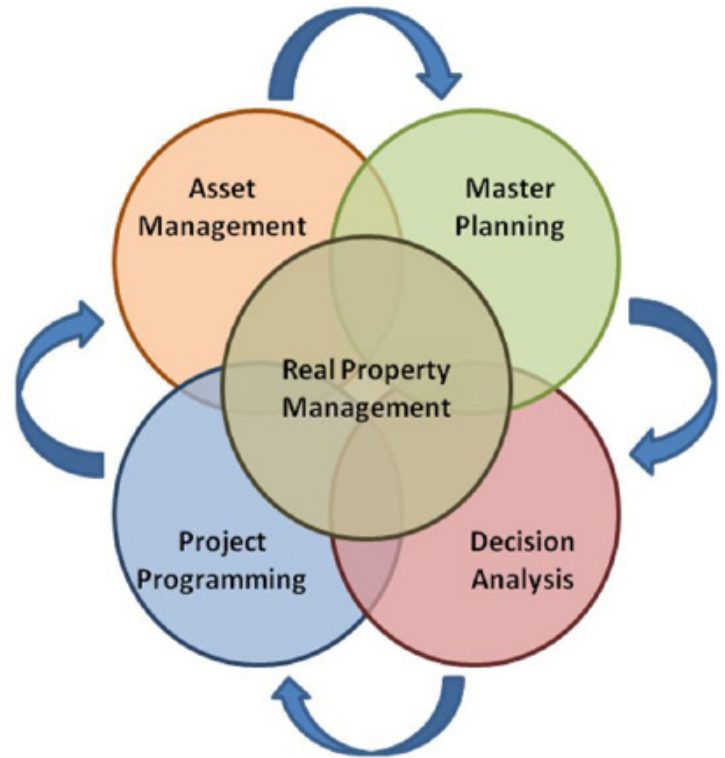 Asset
Management
Master
Planning
Real Property
Management
Project
Programming
Decision
Analysis